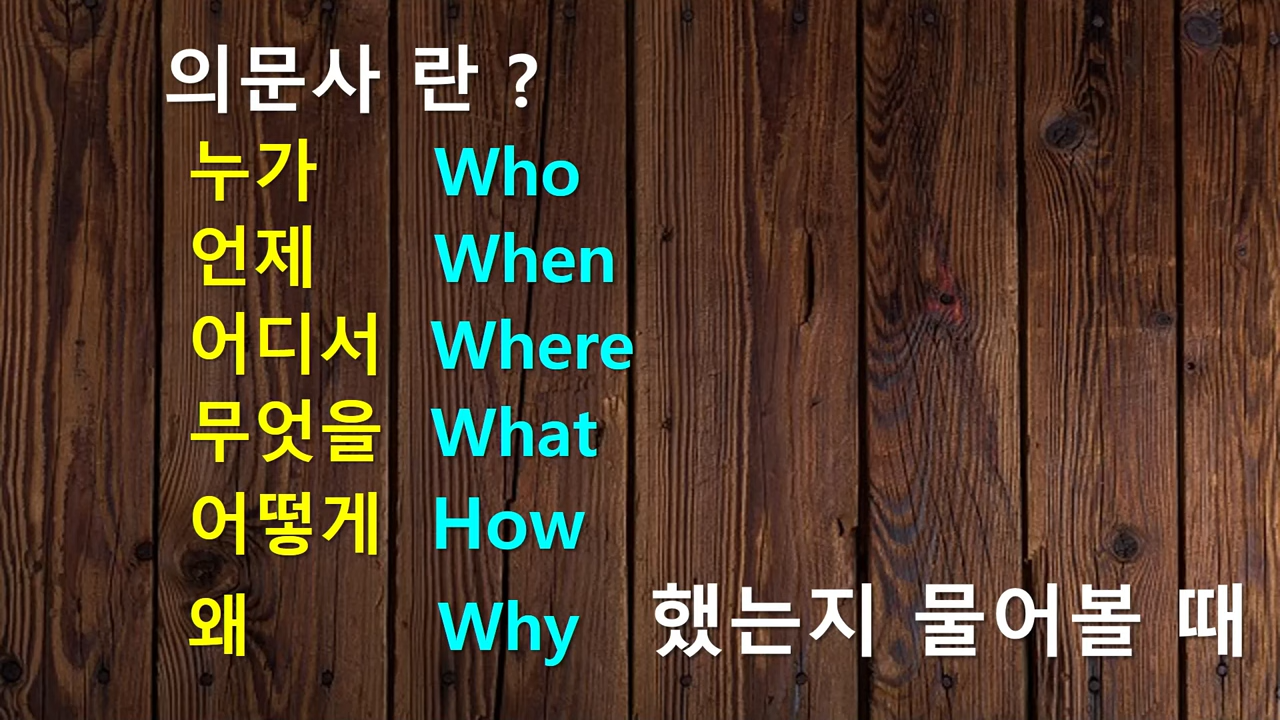 의문사 란 ?
누가 Who
언제 When
어디서 Where
무엇을 What
어떻게 How
왜 Why 했는지 물어볼 때